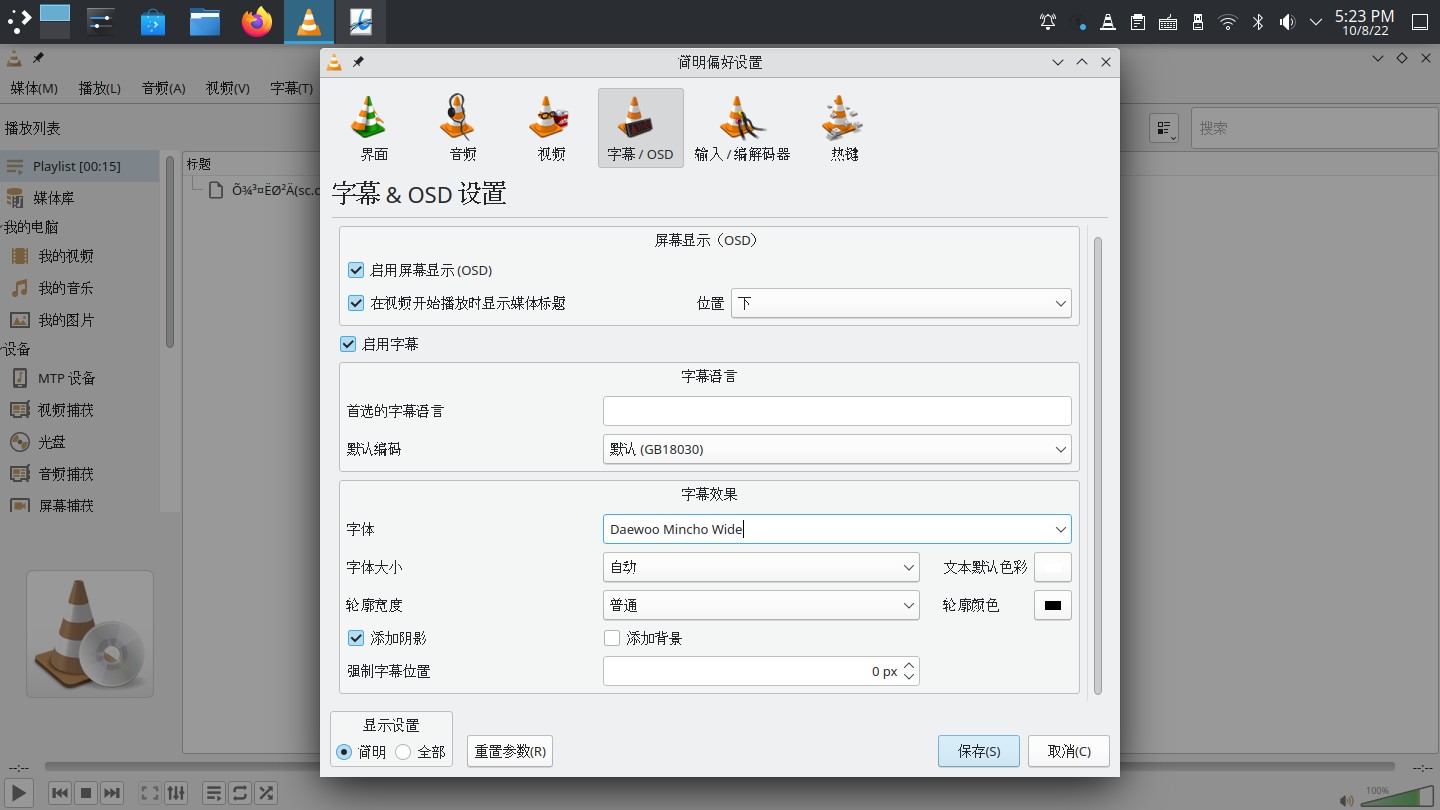 5:23 PM
10/8/22
简明偏好设置
媒体(M) 播放(L) 音频(A) 视频(V) 字幕(T)
播放列表
搜索
Playlist [00:15]
媒体库
我的电脑
我的视频
我的音乐
我的图片
设备
MTP 设备
视频捕获
光盘
音频捕获
屏幕捕获
标题
Õ¾³¤ËØ²Ä(sc.c
界面 音频 视频 字幕 / OSD 输入 / 编解码器 热键
字幕 & OSD 设置
屏幕显示（OSD）
启用屏幕显示 (OSD)
在视频开始播放时显示媒体标题 位置 下
启用字幕
字幕语言
首选的字幕语言
默认编码 默认 (GB18030)
字幕效果
字体 Daewoo Mincho Wide
字体大小 自动 文本默认色彩
轮廓宽度 普通 轮廓颜色
添加阴影 添加背景
强制字幕位置 0 px
显示设置
简明 全部 重置参数(R) 保存(S) 取消(C)
--:-- --:--
100%